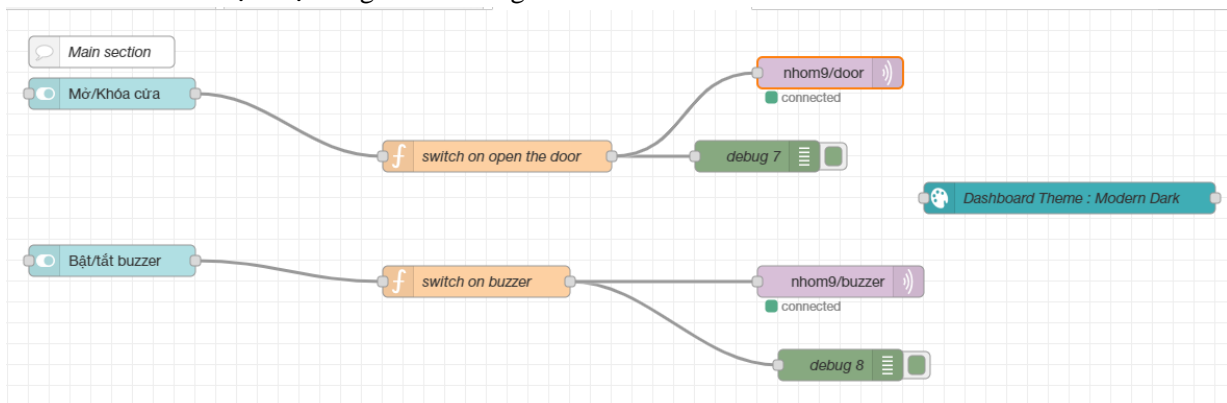 Main section
Mở/Khóa cửa
nhom9/door
connected
switch on open the door
debug 7
Dashboard Theme : Modern Dark
Bật/tắt buzzer
switch on buzzer
nhom9/buzzer
connected
debug 8